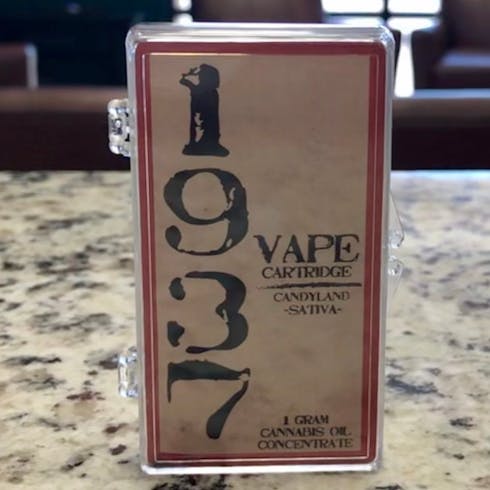 1937
VAPE
CARTRIDGE
CANDYLAND
-SATIVA-
1 GRAM
CANNABIS OIL
CONCENTRATE